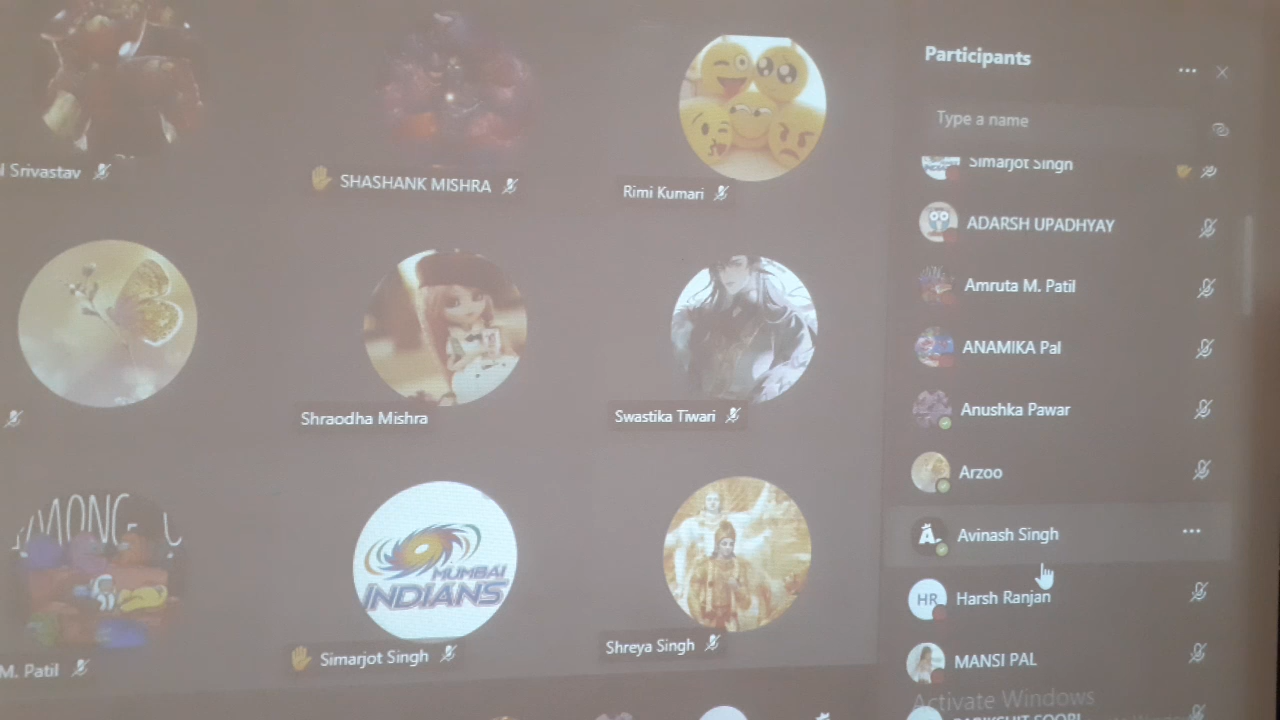 Participants
Type a name
l Srivastav
SHASHANK MISHRA
Rimi Kumari
Simarjot Singh
ADARSH UPADHYAY
Amruta M. Patil
ANAMIKA Pal
Shraodha Mishra
Swastika Tiwari
Anushka Pawar
Arzoo
AMONG U
MUMBAI
INDIANS
A.
Avinash Singh
HR
Harsh Ranjan
M. Patil
Simarjot Singh
Shreya Singh
MANSI PAL
Activate Windows